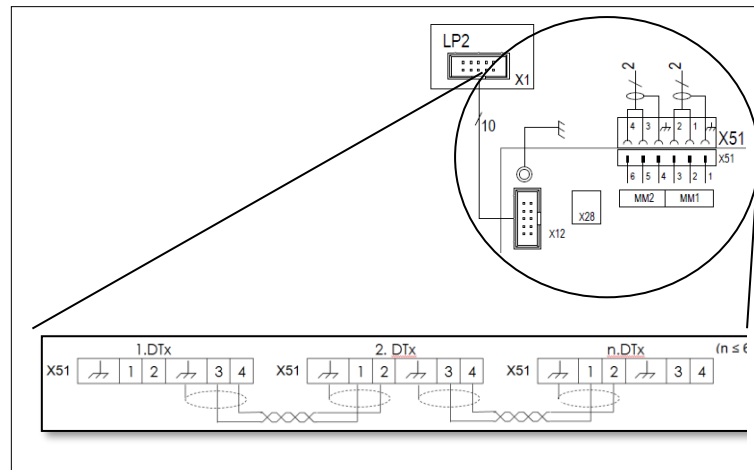 LP2
X1
10
2 2
4 3 2 1
X51
X51
6 5 4 3 2 1
MM2 MM1
X28
X12
1.DTx 2. DTx n.DTx (n ≤ 6
X51 1 2 3 4 X51 1 2 3 4 X51 1 2 3 4